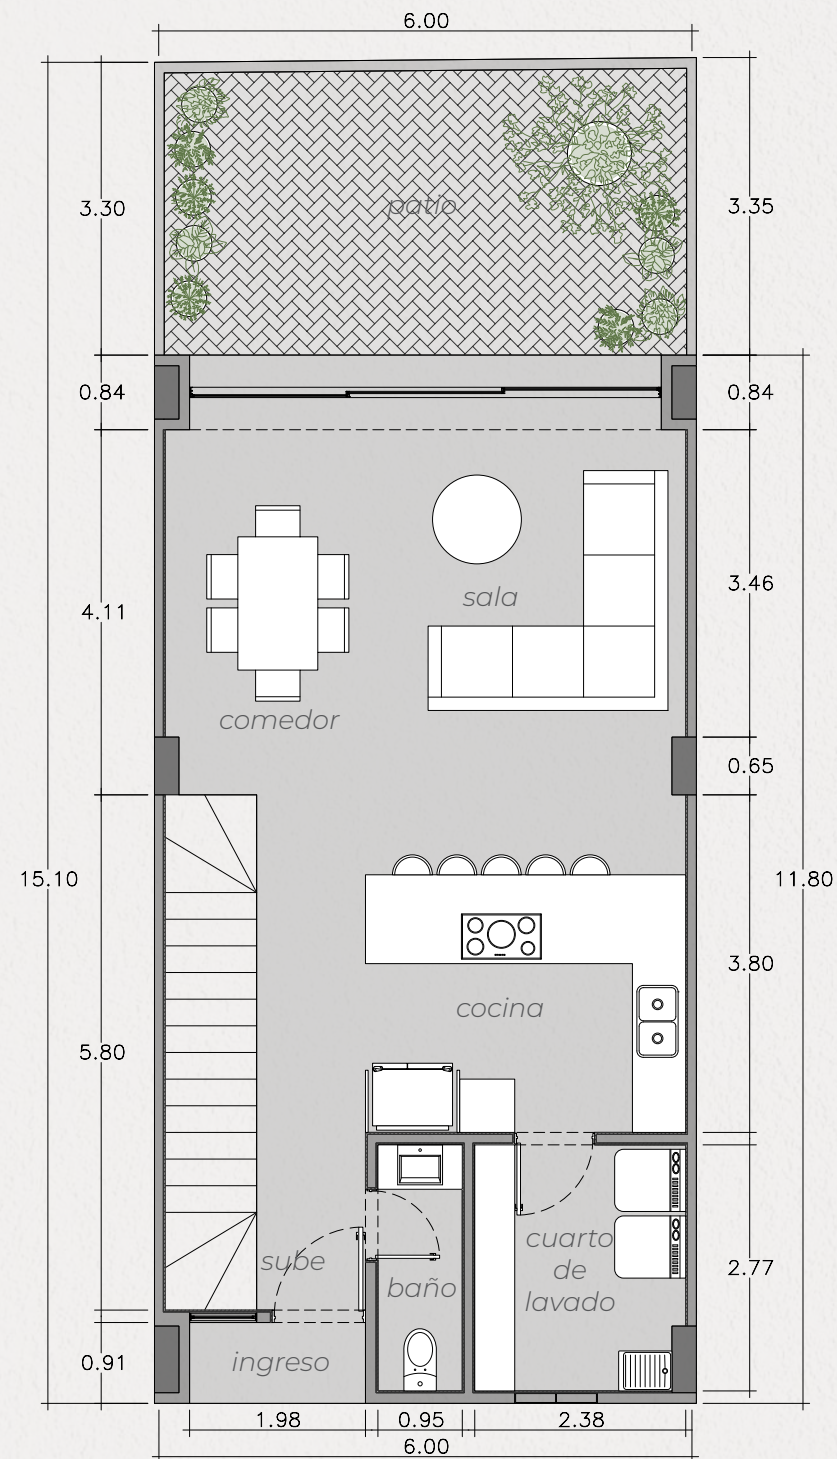 6.00
patio
3.30
3.35
0.84
0.84
sala
3.46
4.11
comedor
0.65
15.10
11.80
3.80
cocina
5.80
cuarto
de
lavado
sube
baño
2.77
ingreso
0.91
1.98
0.95
2.38
6.00